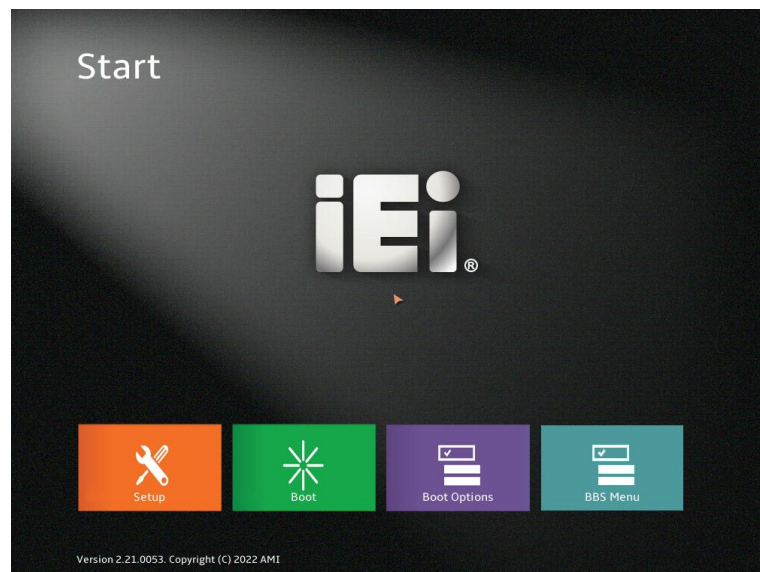 Start
iEi®
Setup
Boot
Boot Options
BBS Menu
Version 2.21.0053. Copyright (C) 2022 AMI